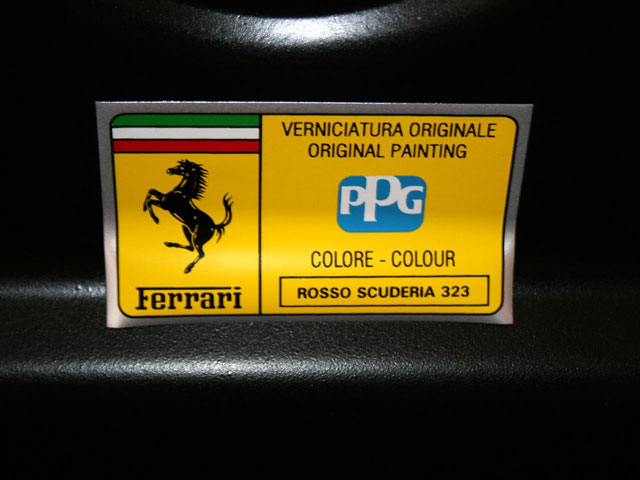 VERNICIATURA ORIGINALE
ORIGINAL PAINTING
PPG
COLORE - COLOUR
ROSSO SCUDERIA 323
Ferrari